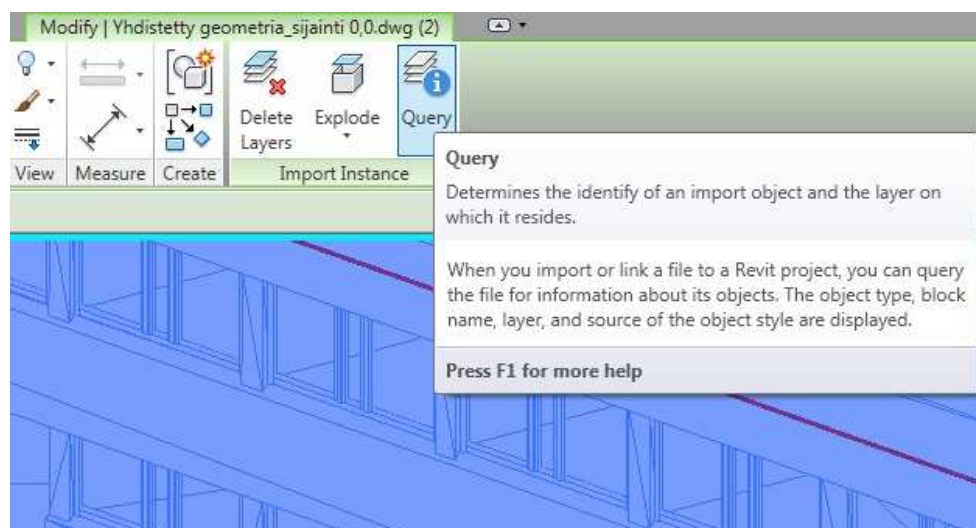 Modify | Yhdistetty geometria_sijainti 0,0.dwg (2)
Delete Layers
Explode
Query
View
Measure
Create
Import Instance
Query
Determines the identify of an import object and the layer on
which it resides.
When you import or link a file to a Revit project, you can query
the file for information about its objects. The object type, block
name, layer, and source of the object style are displayed.
Press F1 for more help